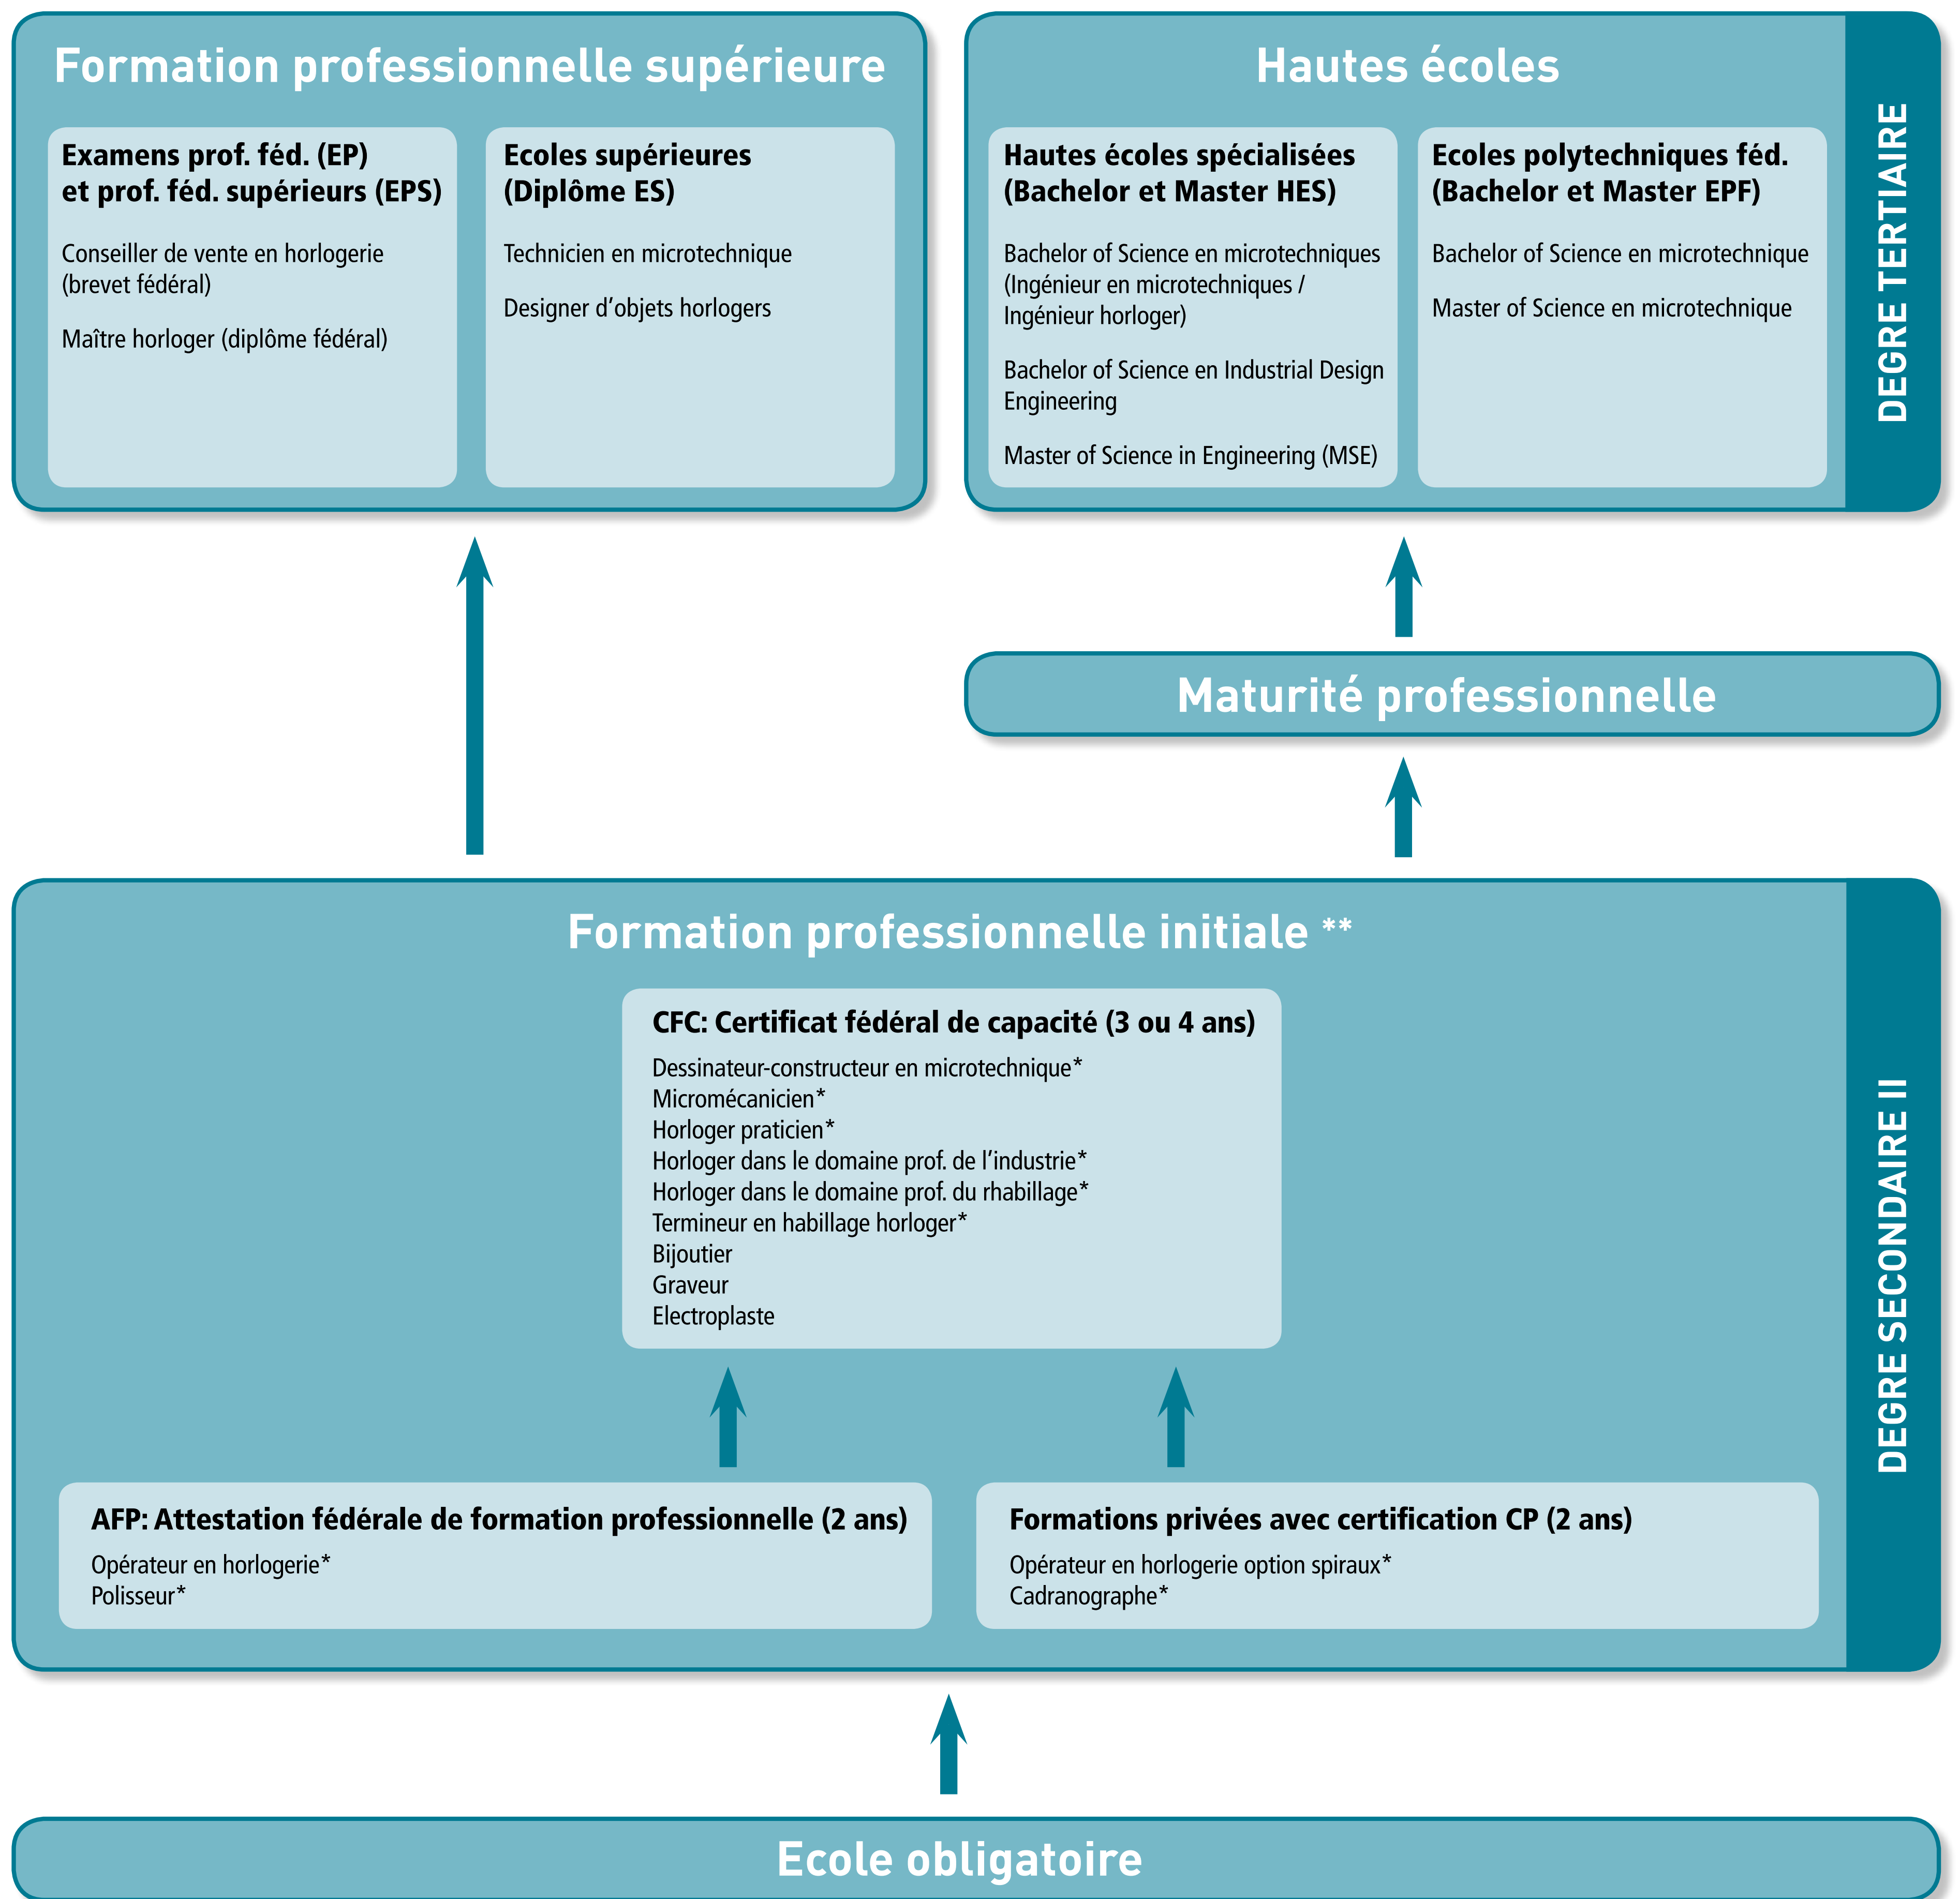 Formation professionnelle supérieure
Examens prof. féd. (EP)
et prof. féd. supérieurs (EPS)
Conseiller de vente en horlogerie
(brevet fédéral)
Maître horloger (diplôme fédéral)
Ecoles supérieures
(Diplôme ES)
Technicien en microtechnique
Designer d’objets horlogers
Hautes écoles
Hautes écoles spécialisées
(Bachelor et Master HES)
Bachelor of Science en microtechniques
(Ingénieur en microtechniques /
Ingénieur horloger)
Bachelor of Science en Industrial Design
Engineering
Master of Science in Engineering (MSE)
Ecoles polytechniques féd.
(Bachelor et Master EPF)
Bachelor of Science en microtechnique
Master of Science en microtechnique
DEGRE TERTIAIRE
Maturité professionnelle
Formation professionnelle initiale **
CFC: Certificat fédéral de capacité (3 ou 4 ans)
Dessinateur-constructeur en microtechnique*
Micromécanicien*
Horloger praticien*
Horloger dans le domaine prof. de l’industrie*
Horloger dans le domaine prof. du rhabillage*
Termineur en habillage horloger*
Bijoutier
Graveur
Electroplaste
AFP: Attestation fédérale de formation professionnelle (2 ans)
Opérateur en horlogerie*
Polisseur*
Formations privées avec certification CP (2 ans)
Opérateur en horlogerie option spiraux*
Cadranographe*
DEGRE SECONDAIRE II
Ecole obligatoire